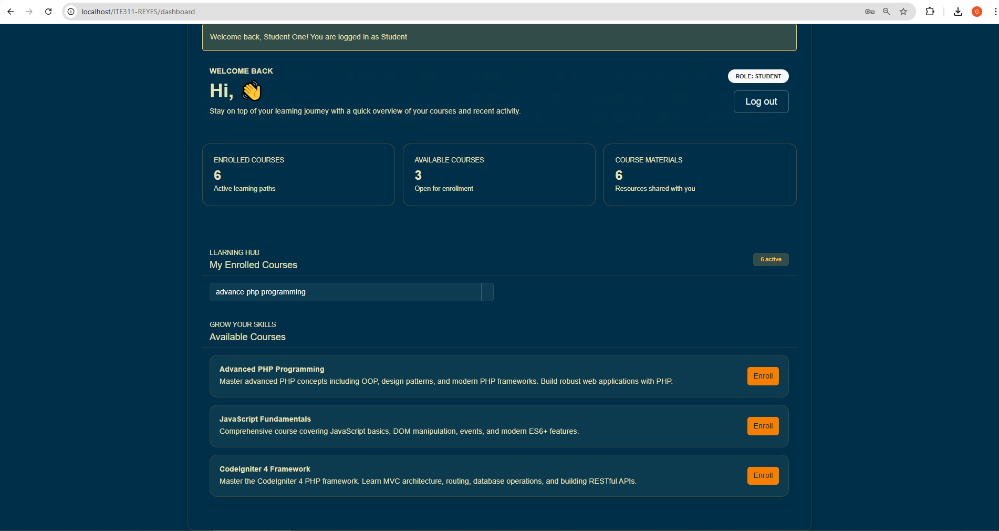 localhost/ITE311-REYES/dashboard
G
Welcome back, Student One! You are logged in as Student
WELCOME BACK
Hi, 👋
Stay on top of your learning journey with a quick overview of your courses and recent activity.
ROLE: STUDENT
Log out
ENROLLED COURSES
6
Active learning paths
AVAILABLE COURSES
3
Open for enrollment
COURSE MATERIALS
6
Resources shared with you
LEARNING HUB
My Enrolled Courses
6 active
advance php programming
GROW YOUR SKILLS
Available Courses
Advanced PHP Programming
Master advanced PHP concepts including OOP, design patterns, and modern PHP frameworks. Build robust web applications with PHP.
Enroll
JavaScript Fundamentals
Comprehensive course covering JavaScript basics, DOM manipulation, events, and modern ES6+ features.
Enroll
CodeIgniter 4 Framework
Master the CodeIgniter 4 PHP framework. Learn MVC architecture, routing, database operations, and building RESTful APIs.
Enroll